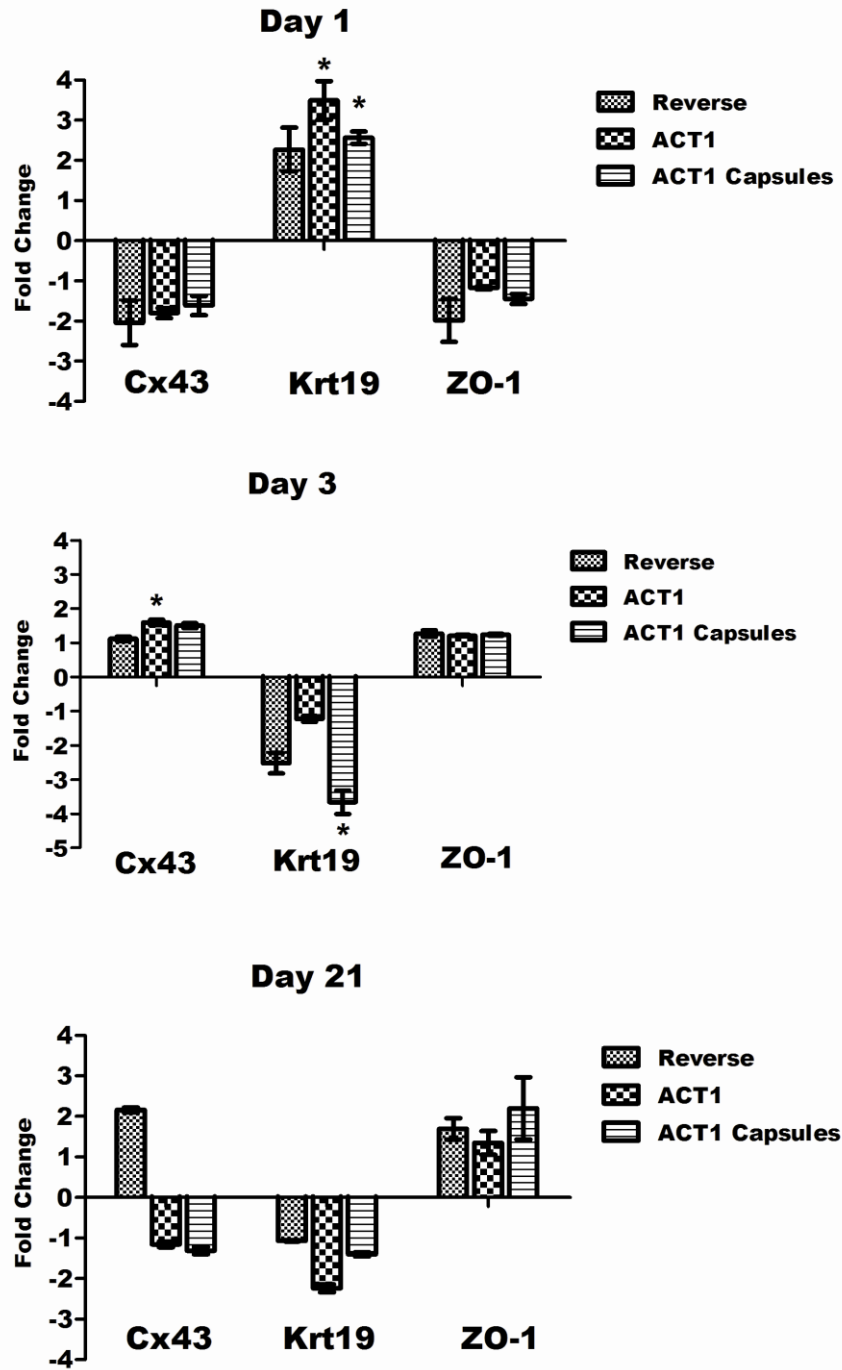 Day 1
4
3
2
1
0
-1
-2
-3
-4
Fold Change
* *
Cx43 Krt19 ZO-1
Reverse
ACT1
ACT1 Capsules
Day 3
4
3
2
1
0
-1
-2
-3
-4
-5
Fold Change
*
*
Cx43 Krt19 ZO-1
Reverse
ACT1
ACT1 Capsules
Day 21
4
3
2
1
0
-1
-2
-3
-4
Fold Change
Cx43 Krt19 ZO-1
Reverse
ACT1
ACT1 Capsules